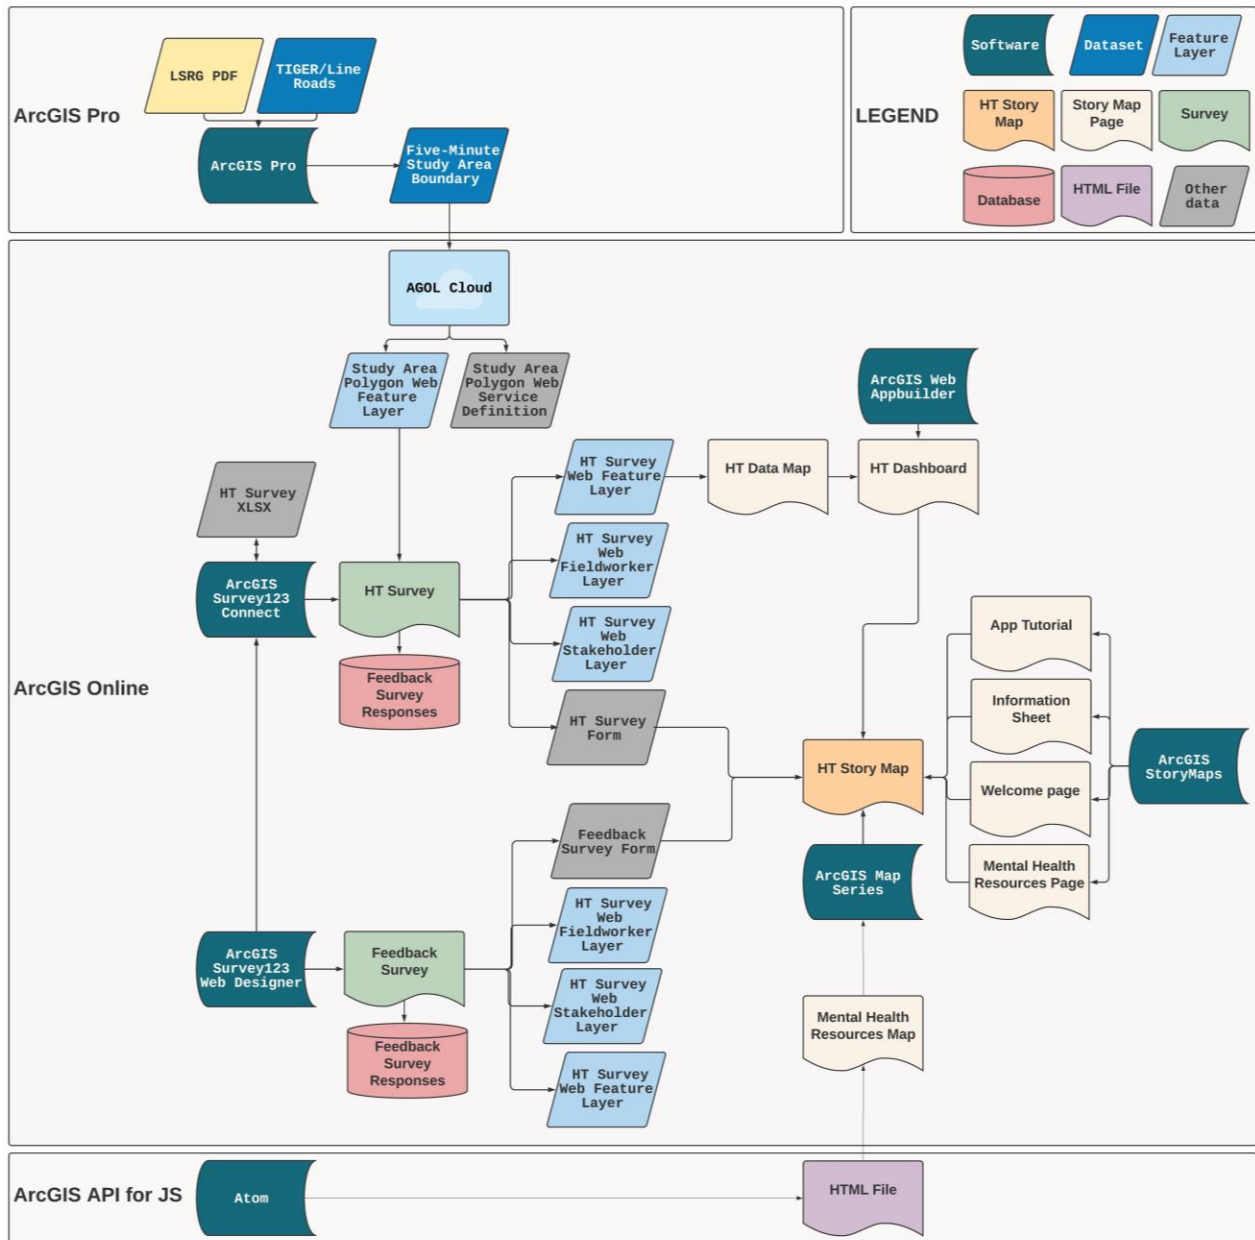 ArcGIS Pro
LSRG PDF
TIGER/Line
Roads
ArcGIS Pro
Five-Minute
Study Area
Boundary
LEGEND
Software
Dataset
Feature
Layer
HT Story
Map
Story Map
Page
Survey
Database
HTML File
Other
data
ArcGIS Online
AGOL Cloud
Study Area
Polygon Web
Feature
Layer
Study Area
Polygon Web
Service
Definition
ArcGIS Web
Appbuilder
HT Survey
XLSX
HT Survey
Web Feature
Layer
HT Data Map
HT Dashboard
ArcGIS
Survey123
Connect
HT Survey
HT Survey
Web
Fieldworker
Layer
HT Survey
Web
Stakeholder
Layer
Feedback
Survey
Responses
HT Survey
Form
App Tutorial
Information
Sheet
HT Story Map
Welcome page
ArcGIS
StoryMaps
Mental Health
Resources Page
Feedback
Survey Form
ArcGIS Map
Series
HT Survey
Web
Fieldworker
Layer
ArcGIS
Survey123
Web Designer
Feedback
Survey
HT Survey
Web
Stakeholder
Layer
Feedback
Survey
Responses
HT Survey
Web Feature
Layer
Mental Health
Resources Map
ArcGIS API for JS
Atom
HTML File